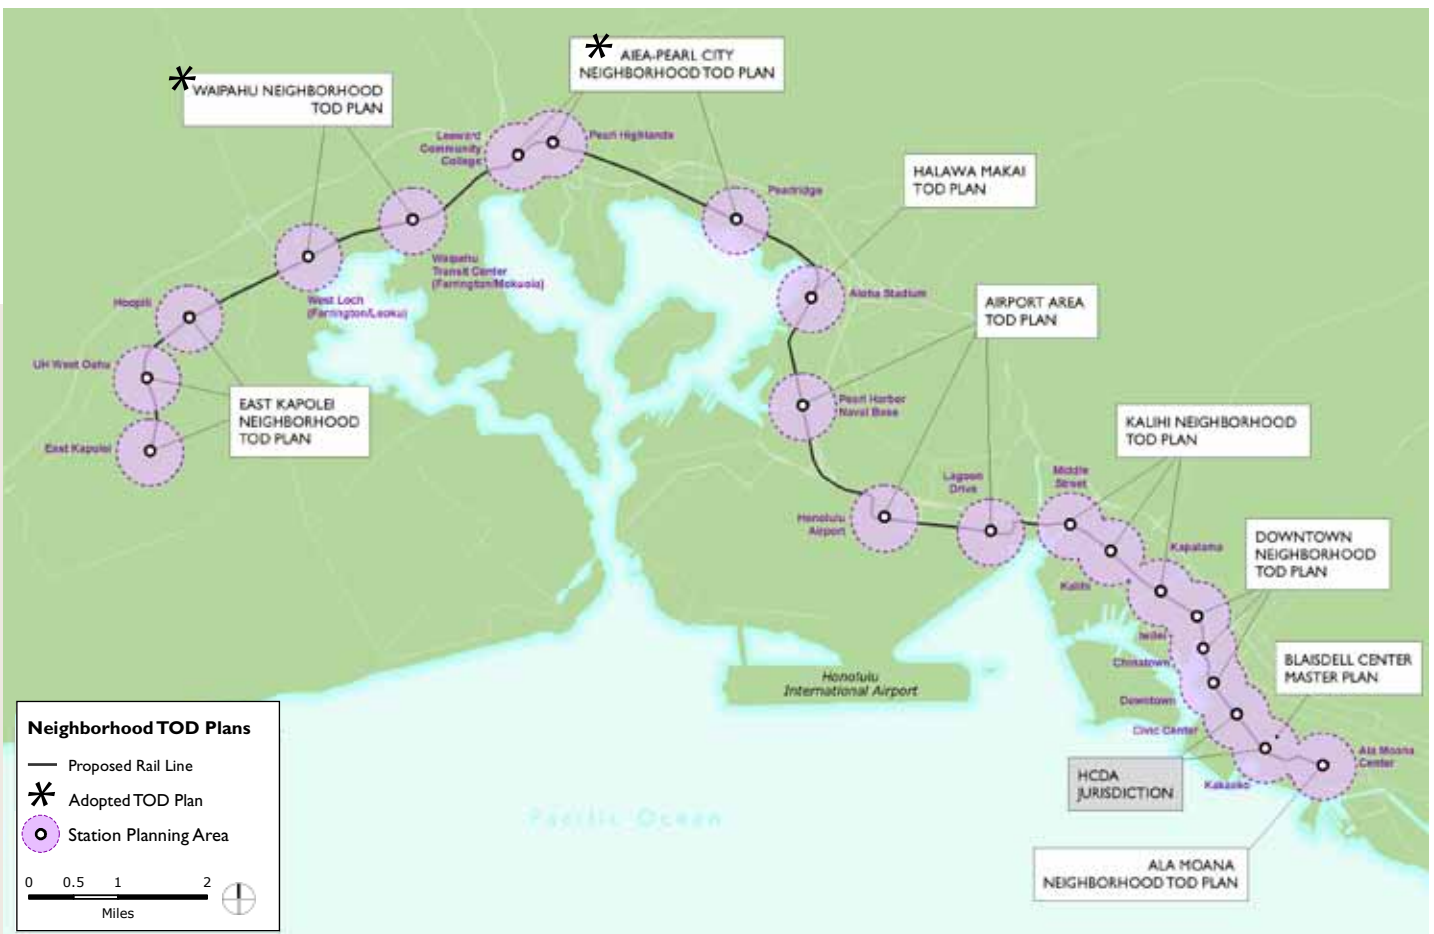 *
AIEA-PEARL CITY
NEIGHBORHOOD TOD PLAN
*
WAIPAHU NEIGHBORHOOD
TOD PLAN
Leeward
Community
College
Pearl Highlands
HALAWA MAKAI
TOD PLAN
Pearlridge
Waipahu
Transit Center
(Farrington/Mokuola)
Hoopili
West Loch
(Farrington/Leoku)
Aloha Stadium
AIRPORT AREA
TOD PLAN
UH West Oahu
EAST KAPOLEI
NEIGHBORHOOD
TOD PLAN
Pearl Harbor
Naval Base
KALIHI NEIGHBORHOOD
TOD PLAN
East Kapolei
Lagoon
Drive
Middle
Street
Honolulu
Airport
Kapalama
DOWNTOWN
NEIGHBORHOOD
TOD PLAN
Kalihi
Iwilei
Chinatown
BLAISDELL CENTER
MASTER PLAN
Honolulu
International Airport
Downtown
Civic Center
Ala Moana
Center
HCDA
JURISDICTION
Kakaako
Pacific Ocean
ALA MOANA
NEIGHBORHOOD TOD PLAN
Neighborhood TOD Plans
Proposed Rail Line
* Adopted TOD Plan
Station Planning Area
0 0.5 1 2
Miles